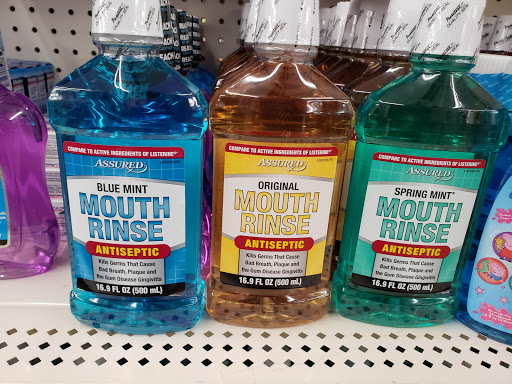 COMPARE TO ACTIVE INGREDIENTS OF LISTERINE®*
ASSURED
BLUE MINT
MOUTH
RINSE
ANTISEPTIC
Kills Germs That Cause
Bad Breath, Plaque and
the Gum Disease Gingivitis
16.9 FL OZ (500 mL)
COMPARE TO ACTIVE INGREDIENTS OF LISTERINE®*
ASSURED
ORIGINAL
MOUTH
RINSE
ANTISEPTIC
Kills Germs That Cause
Bad Breath, Plaque and
the Gum Disease Gingivitis
16.9 FL OZ (500 mL)
COMPARE TO ACTIVE INGREDIENTS OF LISTERINE®*
ASSURED
SPRING MINT
MOUTH
RINSE
ANTISEPTIC
Kills Germs That Cause
Bad Breath, Plaque and
the Gum Disease Gingivitis
16.9 FL OZ (500 mL)